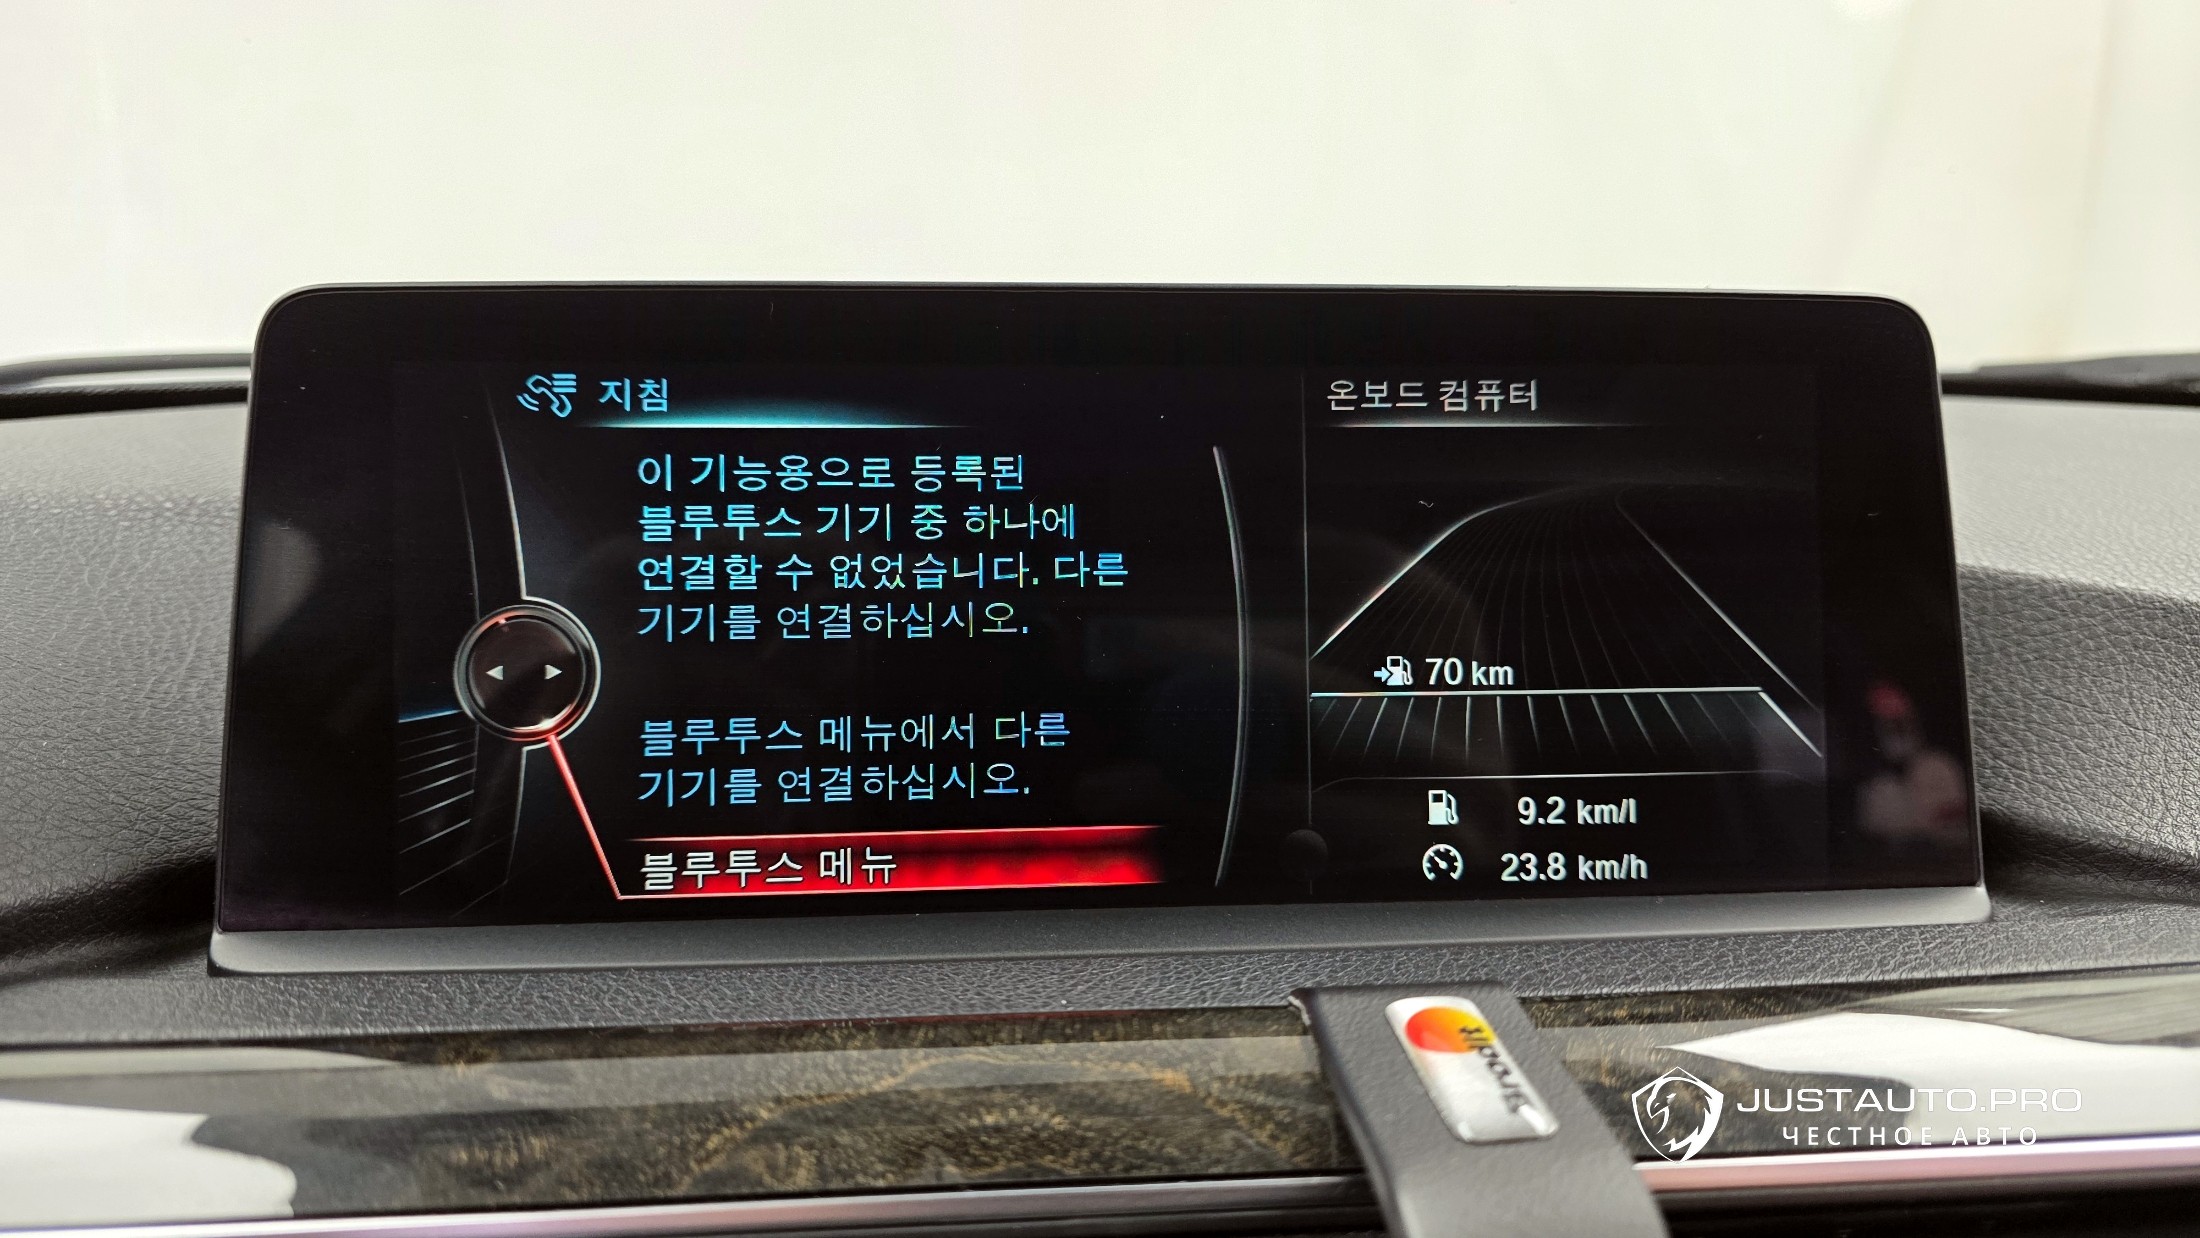 지침
이 기능용으로 등록된
블루투스 기기 중 하나에
연결할 수 없었습니다. 다른
기기를 연결하십시오.
블루투스 메뉴에서 다른
기기를 연결하십시오.
블루투스 메뉴
온보드 컴퓨터
70 km
9.2 km/l
23.8 km/h
JUSTAUTO.PRO
ЧЕСТНОЕ АВТО